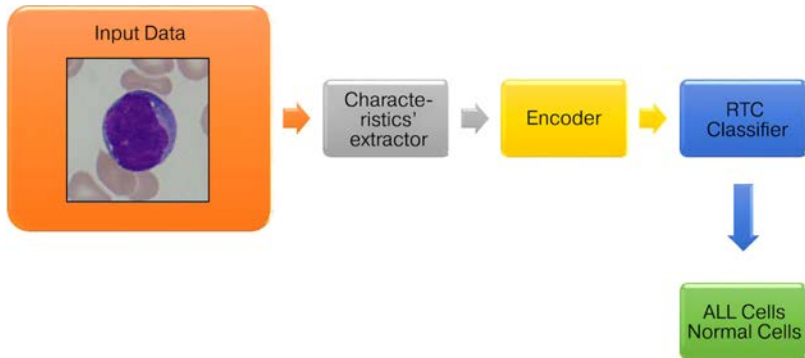 Input Data
Characte-
ristics'
extractor
Encoder
RTC
Classifier
ALL Cells
Normal Cells